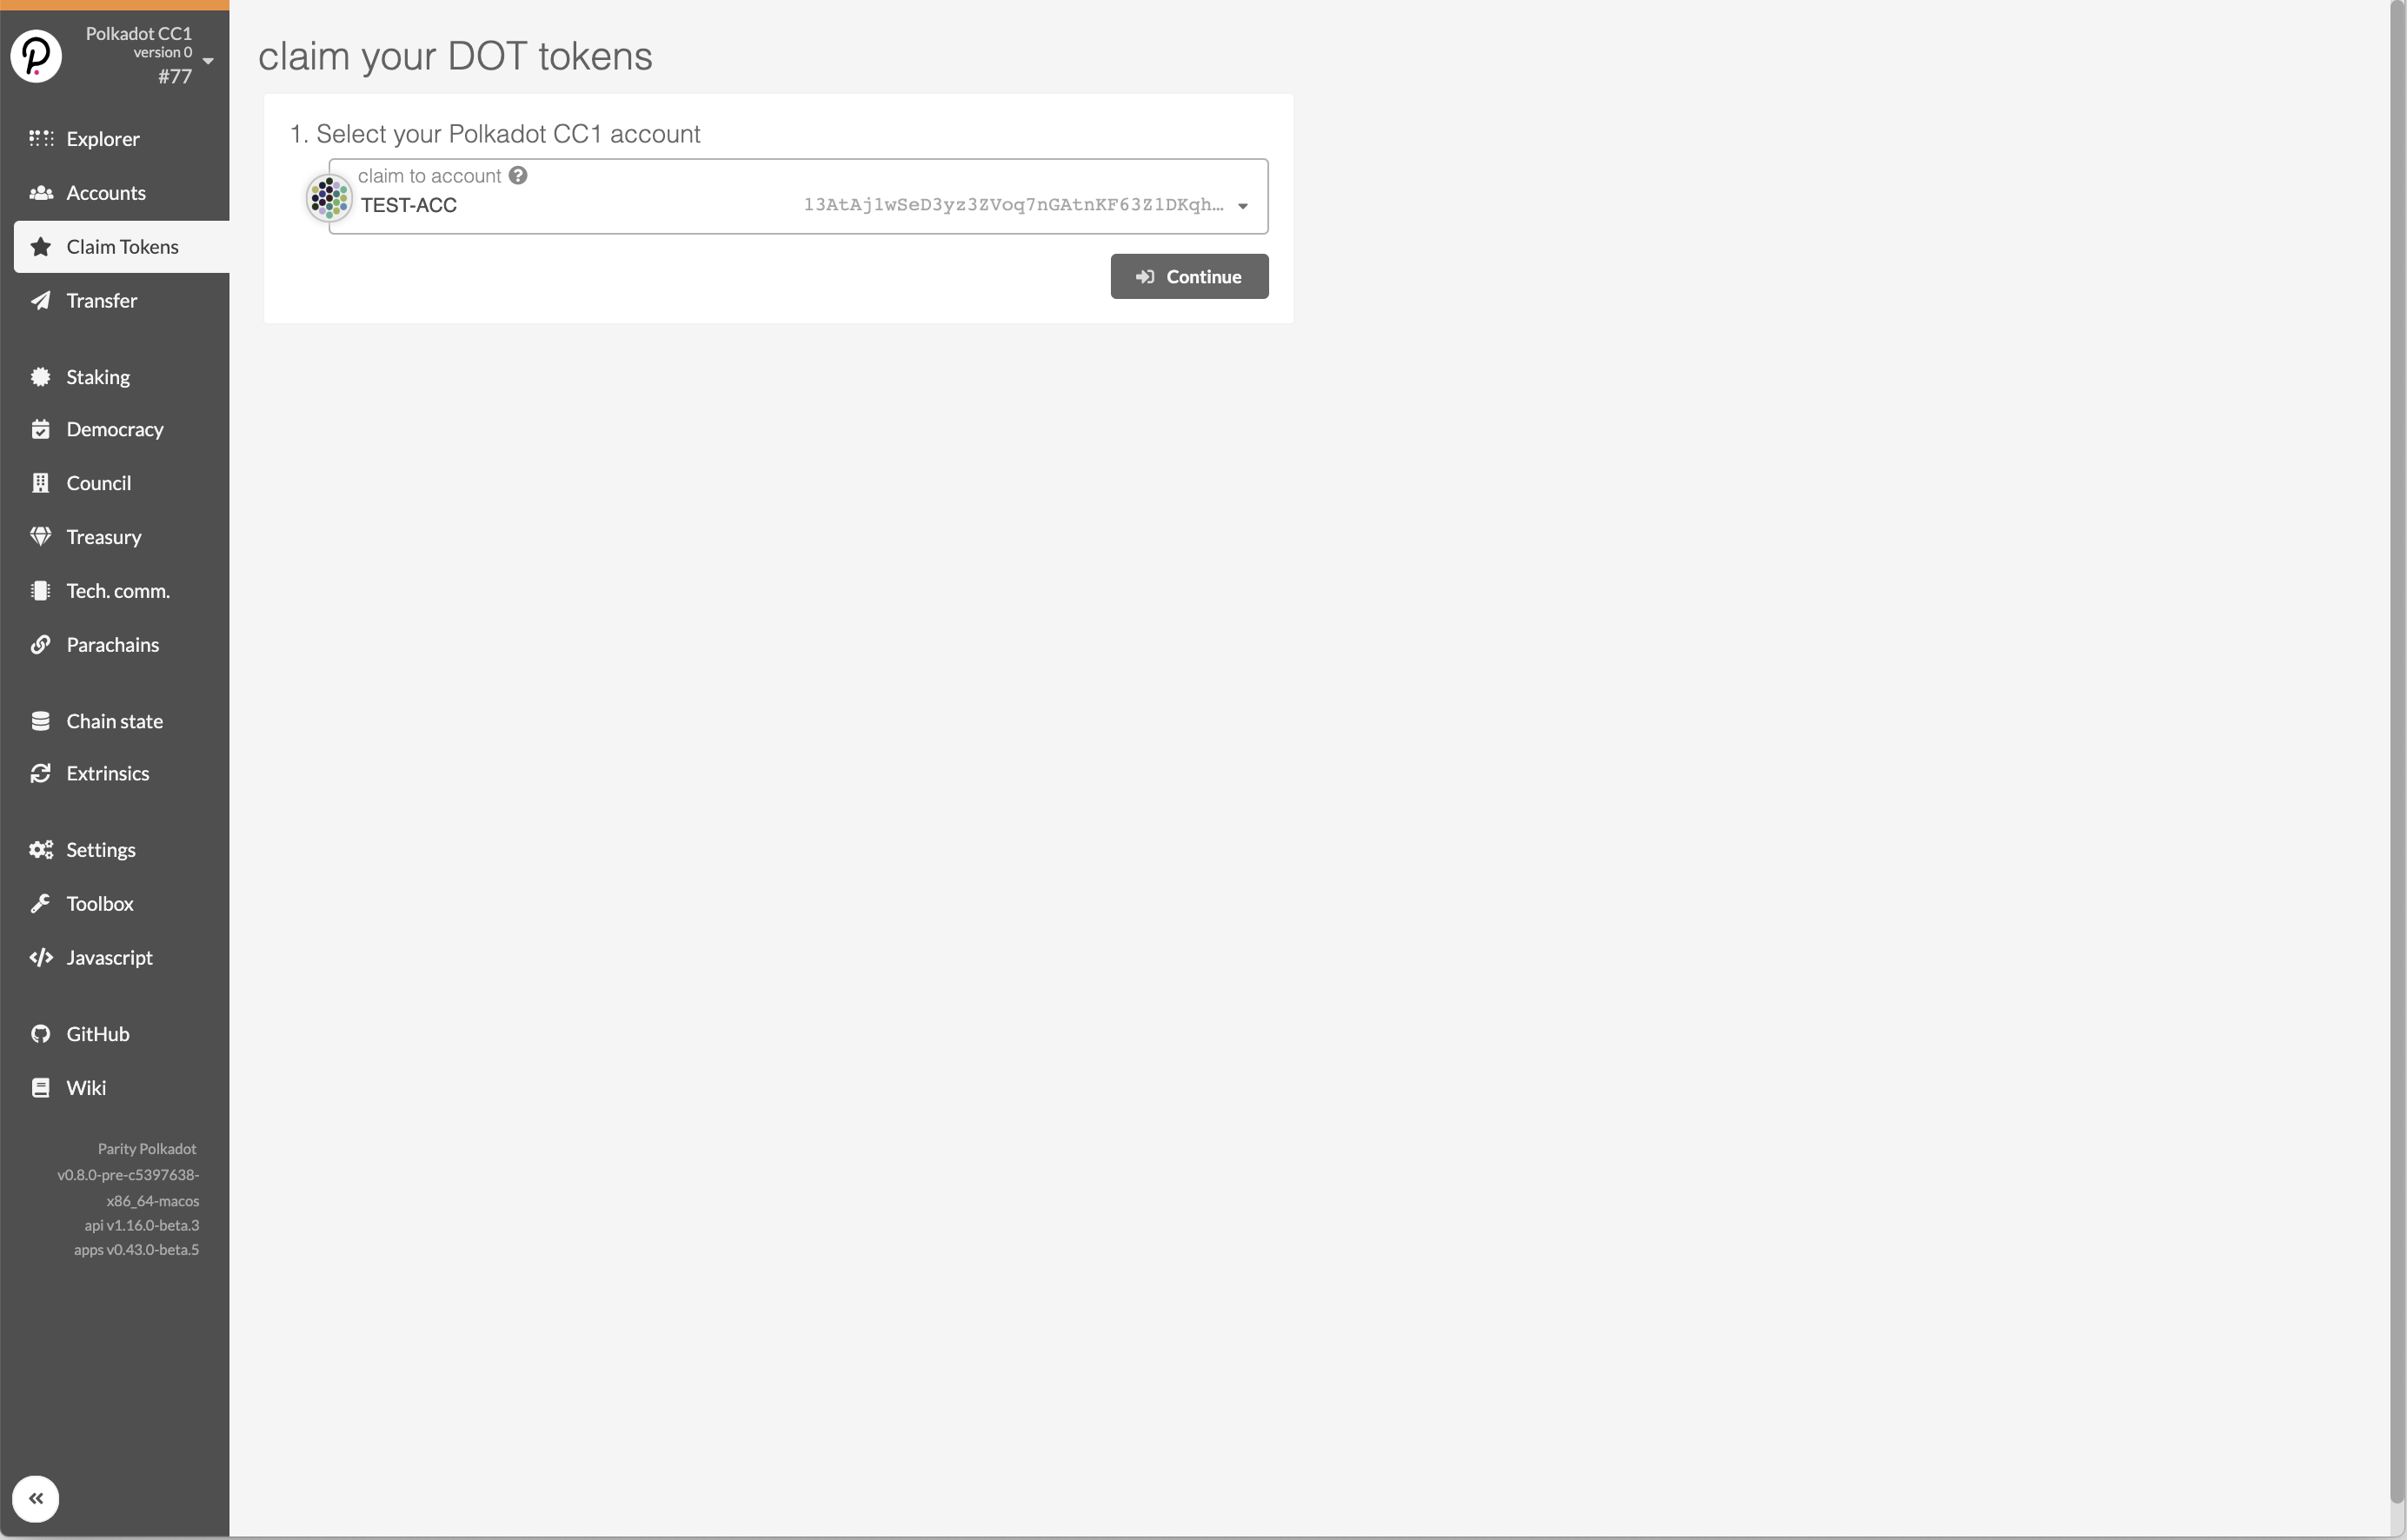 Polkadot CC1
version 0
#77
Explorer
Accounts
Claim Tokens
Transfer
Staking
Democracy
Council
Treasury
Tech. comm.
Parachains
Chain state
Extrinsics
Settings
Toolbox
Javascript
GitHub
Wiki
Parity Polkadot
v0.8.0-pre-c5397638-
x86_64-macos
api v1.16.0-beta.3
apps v0.43.0-beta.5
claim your DOT tokens
1. Select your Polkadot CC1 account
claim to account
TEST-ACC 13AtAj1wSeD3yz3ZVoq7nGAtnKF63Z1DKqh…
Continue